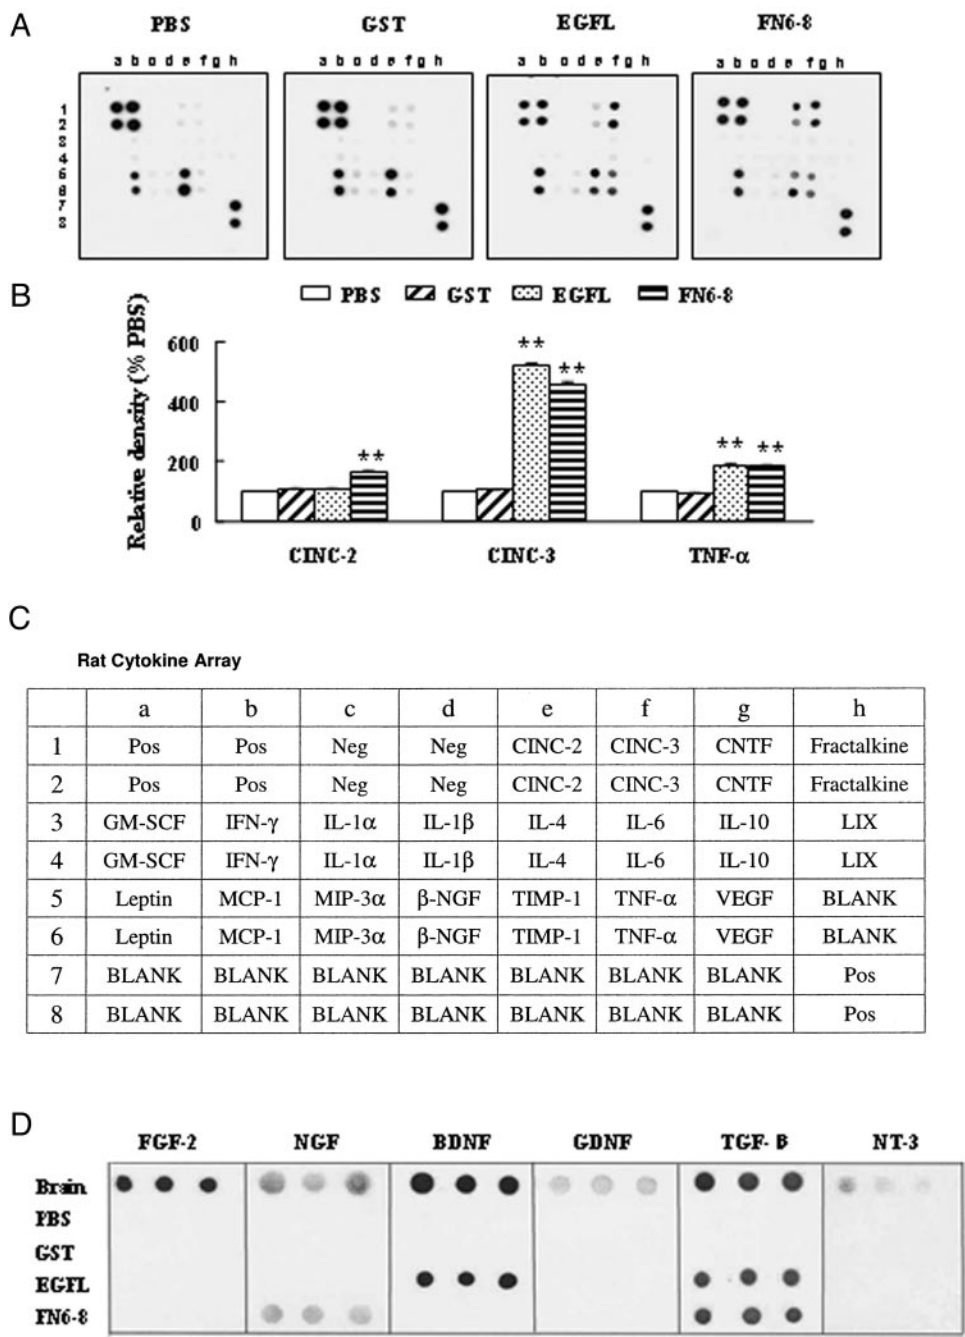 A
PBS GST EGFL FN6-8
a b c d e f g h a b c d e f g h a b c d e f g h a b c d e f g h
1
2
3
4
7
B
PBS GST EGFL FN6-8
Relative density (% PBS)
600
** **
400
** ** **
200
0
CINC-2 CINC-3 TNF-α
C
Rat Cytokine Array
a b c d e f g h
1 Pos Pos Neg Neg CINC-2 CINC-3 CNTF Fractalkine
2 Pos Pos Neg Neg CINC-2 CINC-3 CNTF Fractalkine
3 GM-SCF IFN-γ IL-1α IL-1β IL-4 IL-6 IL-10 LIX
4 GM-SCF IFN-γ IL-1α IL-1β IL-4 IL-6 IL-10 LIX
5 Leptin MCP-1 MIP-3α β-NGF TIMP-1 TNF-α VEGF BLANK
6 Leptin MCP-1 MIP-3α β-NGF TIMP-1 TNF-α VEGF BLANK
7 BLANK BLANK BLANK BLANK BLANK BLANK BLANK Pos
8 BLANK BLANK BLANK BLANK BLANK BLANK BLANK Pos
D
FGF-2 NGF BDNF GDNF TGF-β NT-3
Brain
PBS
GST
EGFL
FN6-8